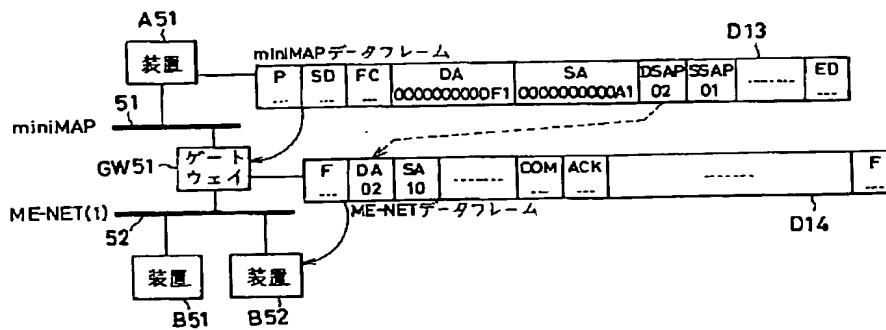 A51
装置
miniMAPデータフレーム
D13
P SD FC DA SA DSAP SSAP ........ ED
... ... ... 000000000DF1 0000000000A1 02 01 ...
51
miniMAP
GW51
ゲート
ウェイ
F DA SA ........ COM ACK ........ F
... 02 10 ... ... ...
ME-NETデータフレーム
D14
ME-NET(1)
52
装置
装置
B51
B52